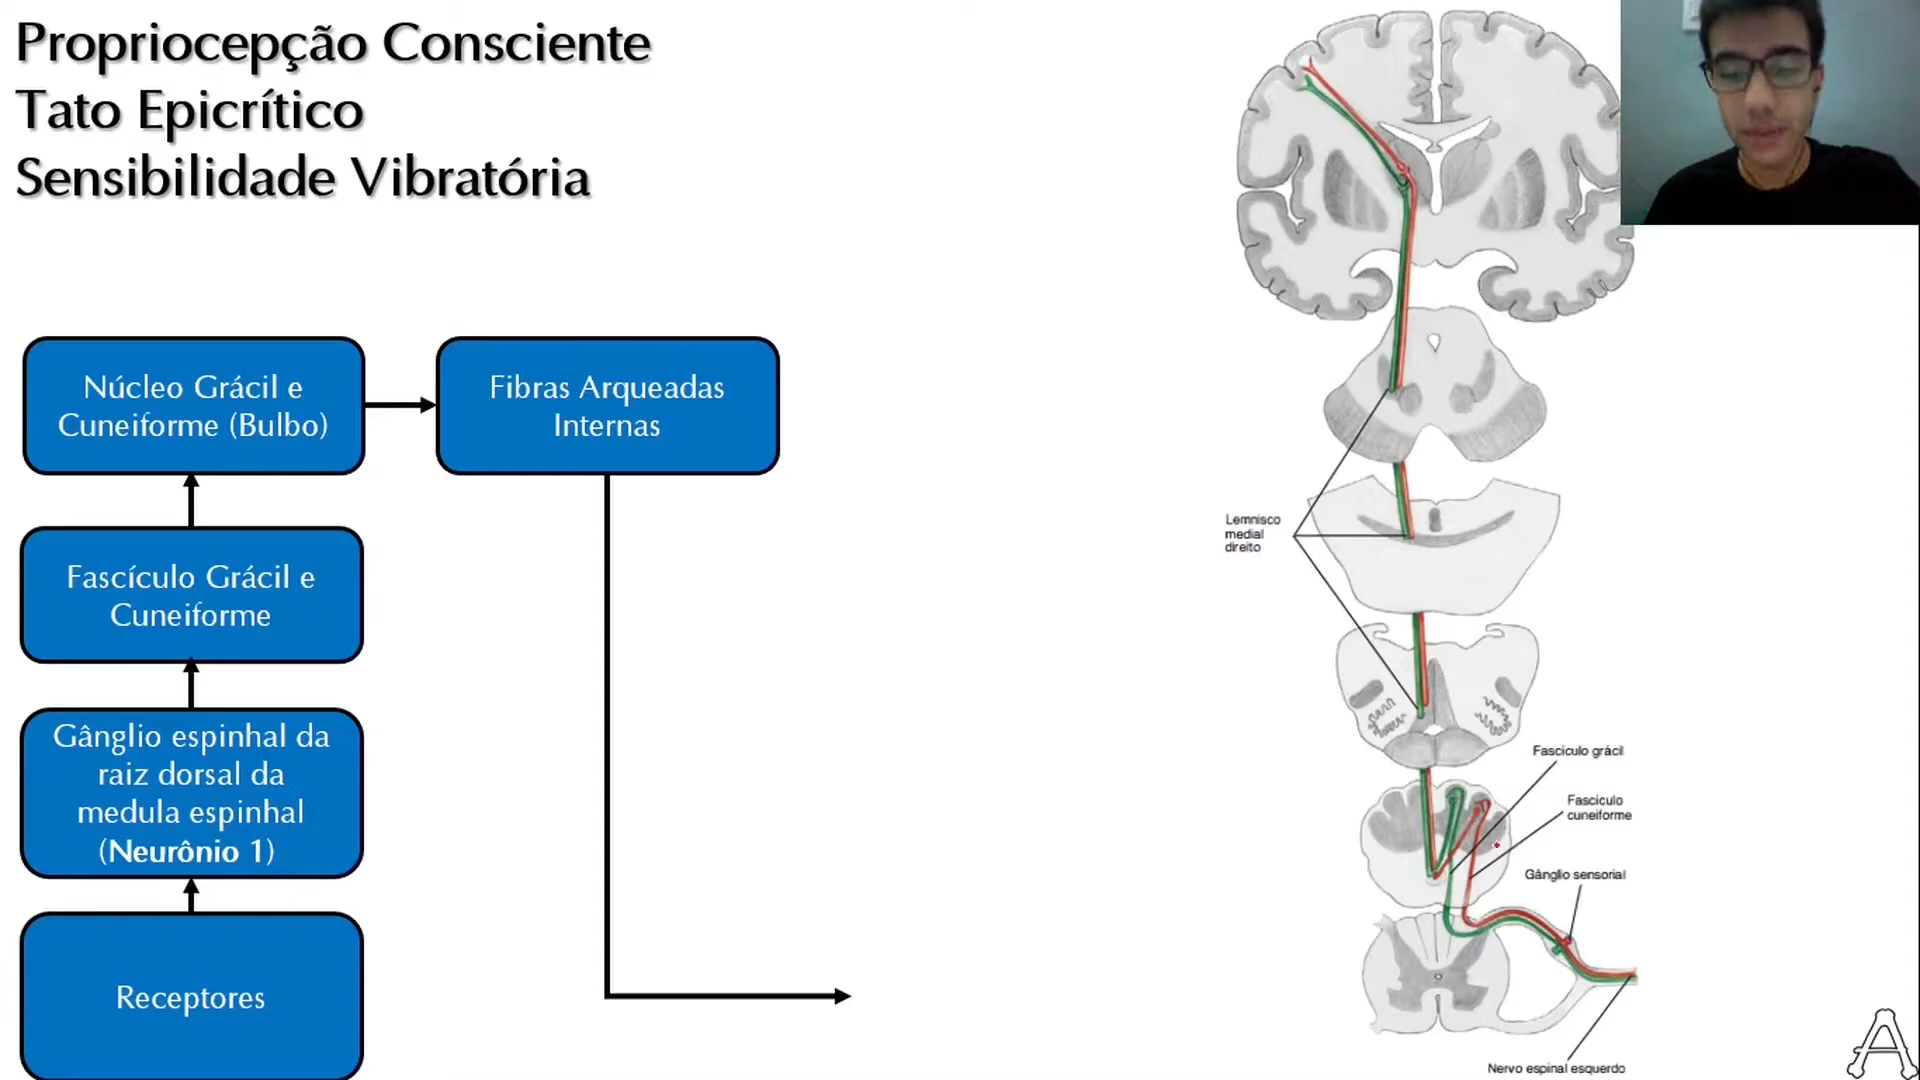 Propriocepção Consciente
Tato Epicrítico
Sensibilidade Vibratória
Núcleo Grácil e
Cuneiforme (Bulbo)
Fibras Arqueadas
Internas
Fascículo Grácil e
Cuneiforme
Gânglio espinhal da
raiz dorsal da
medula espinhal
(Neurônio 1)
Receptores
Lemnisco
medial
direito
Fascículo grácil
Fascículo
cuneiforme
Gânglio sensorial
Nervo espinal esquerdo